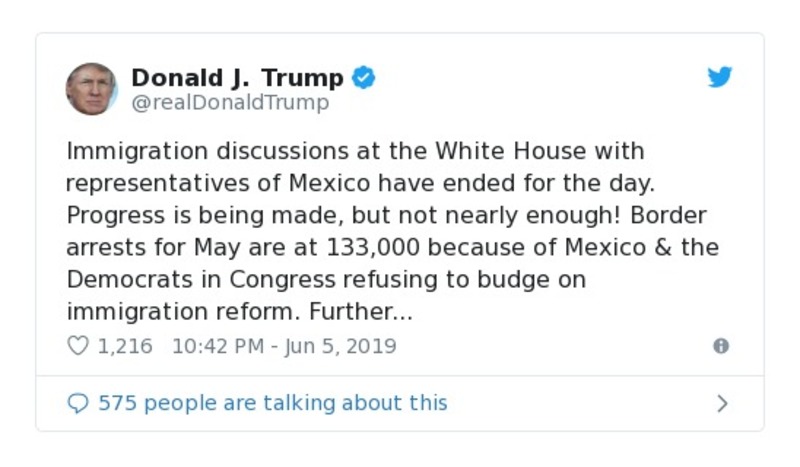 Donald J. Trump
@realDonaldTrump
Immigration discussions at the White House with
representatives of Mexico have ended for the day.
Progress is being made, but not nearly enough! Border
arrests for May are at 133,000 because of Mexico & the
Democrats in Congress refusing to budge on
immigration reform. Further...
1,216 10:42 PM - Jun 5, 2019
575 people are talking about this